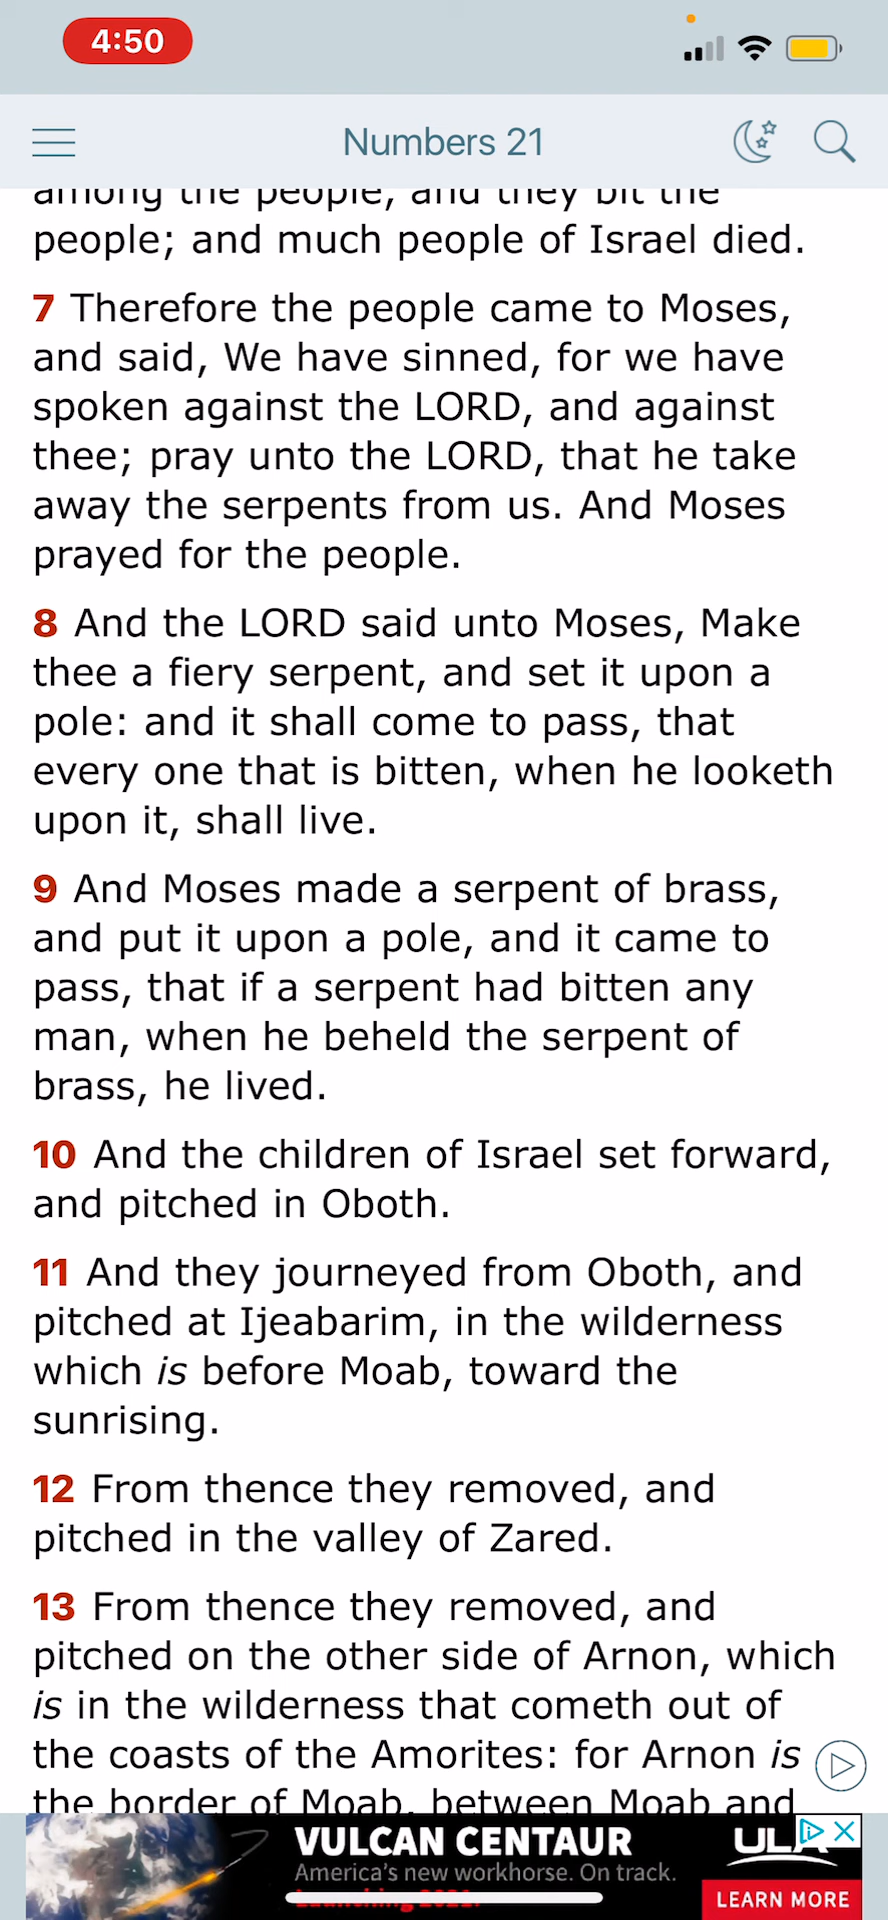 4:50
Numbers 21
among the people, and they bit the
people; and much people of Israel died.
7 Therefore the people came to Moses,
and said, We have sinned, for we have
spoken against the LORD, and against
thee; pray unto the LORD, that he take
away the serpents from us. And Moses
prayed for the people.
8 And the LORD said unto Moses, Make
thee a fiery serpent, and set it upon a
pole: and it shall come to pass, that
every one that is bitten, when he looketh
upon it, shall live.
9 And Moses made a serpent of brass,
and put it upon a pole, and it came to
pass, that if a serpent had bitten any
man, when he beheld the serpent of
brass, he lived.
10 And the children of Israel set forward,
and pitched in Oboth.
11 And they journeyed from Oboth, and
pitched at Ijeabarim, in the wilderness
which is before Moab, toward the
sunrising.
12 From thence they removed, and
pitched in the valley of Zared.
13 From thence they removed, and
pitched on the other side of Arnon, which
is in the wilderness that cometh out of
the coasts of the Amorites: for Arnon is
the border of Moab, between Moab and
VULCAN CENTAUR
America's new workhorse. On track.
LEARN MORE